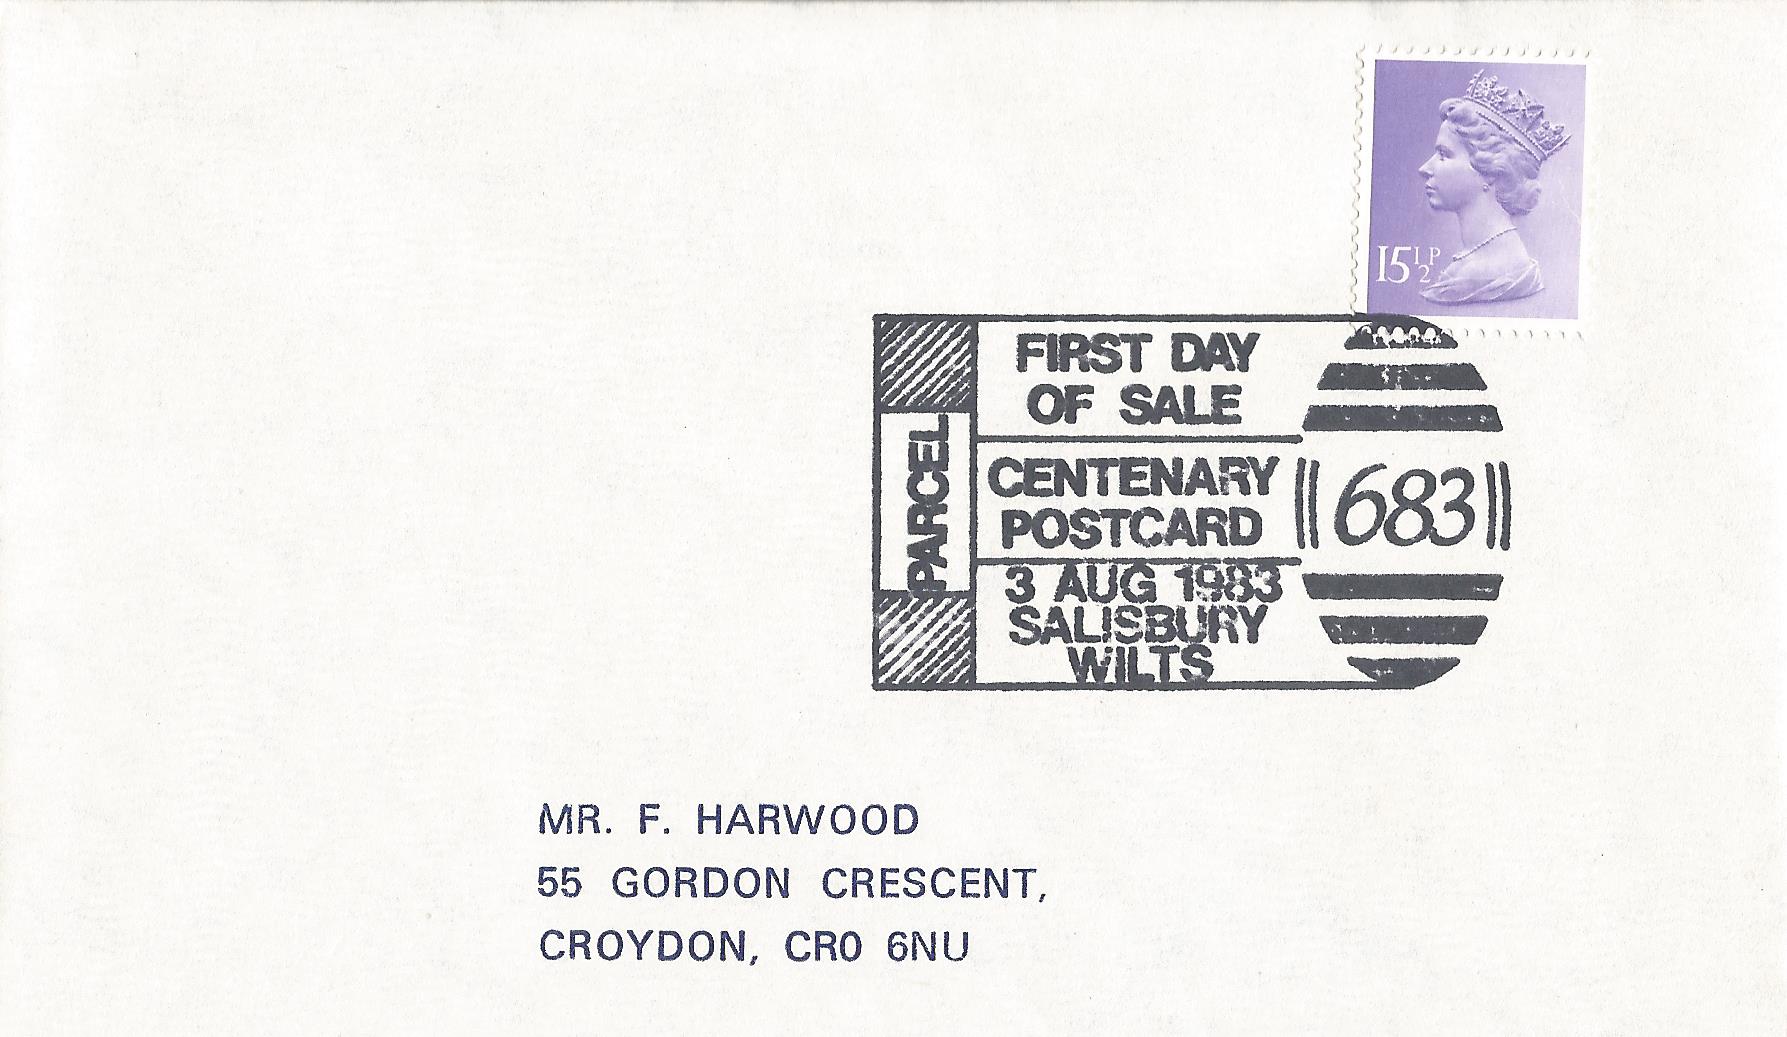 15½P
FIRST DAY
OF SALE
PARCEL
CENTENARY
POSTCARD
683
3 AUG 1983
SALISBURY
WILTS
MR. F. HARWOOD
55 GORDON CRESCENT,
CROYDON, CR0 6NU